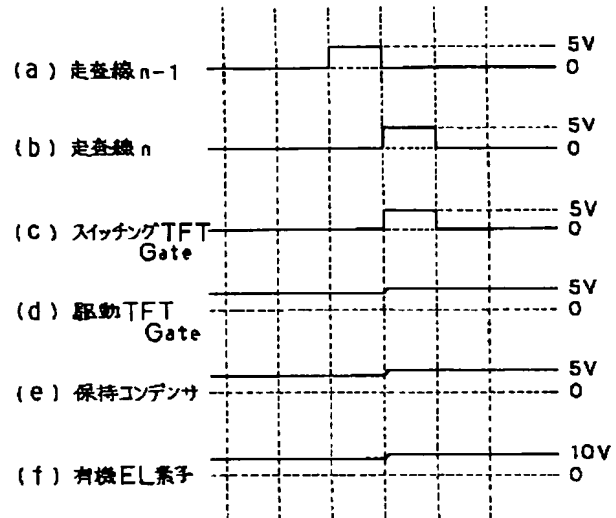 5V
(a) 走査線 n-1
0
5V
(b) 走査線 n
0
5V
(c) スイッチングTFT
0
Gate
5V
(d) 駆動TFT
0
Gate
5V
(e) 保持コンデンサ
0
10V
(f) 有機EL素子
0